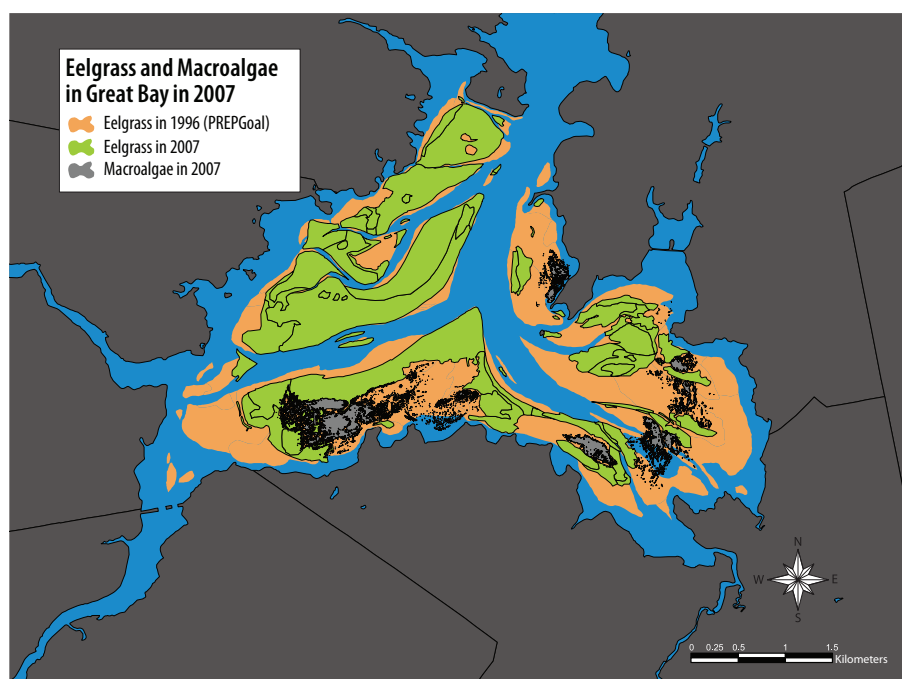 Eelgrass and Macroalgae
in Great Bay in 2007
Eelgrass in 1996 (PREPGoal)
Eelgrass in 2007
Macroalgae in 2007
N
W E
S
0 0.25 0.5 1 1.5
Kilometers